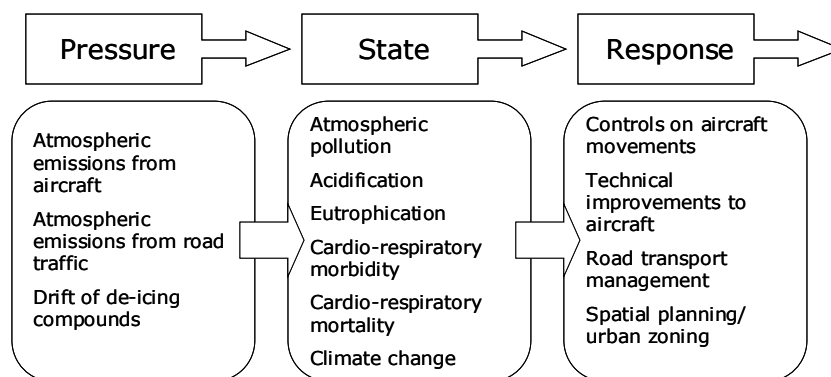 Pressure
State
Response
Atmospheric
emissions from
aircraft
Atmospheric
emissions from road
traffic
Drift of de-icing
compounds
Atmospheric
pollution
Acidification
Eutrophication
Cardio-respiratory
morbidity
Cardio-respiratory
mortality
Climate change
Controls on aircraft
movements
Technical
improvements to
aircraft
Road transport
management
Spatial planning/
urban zoning